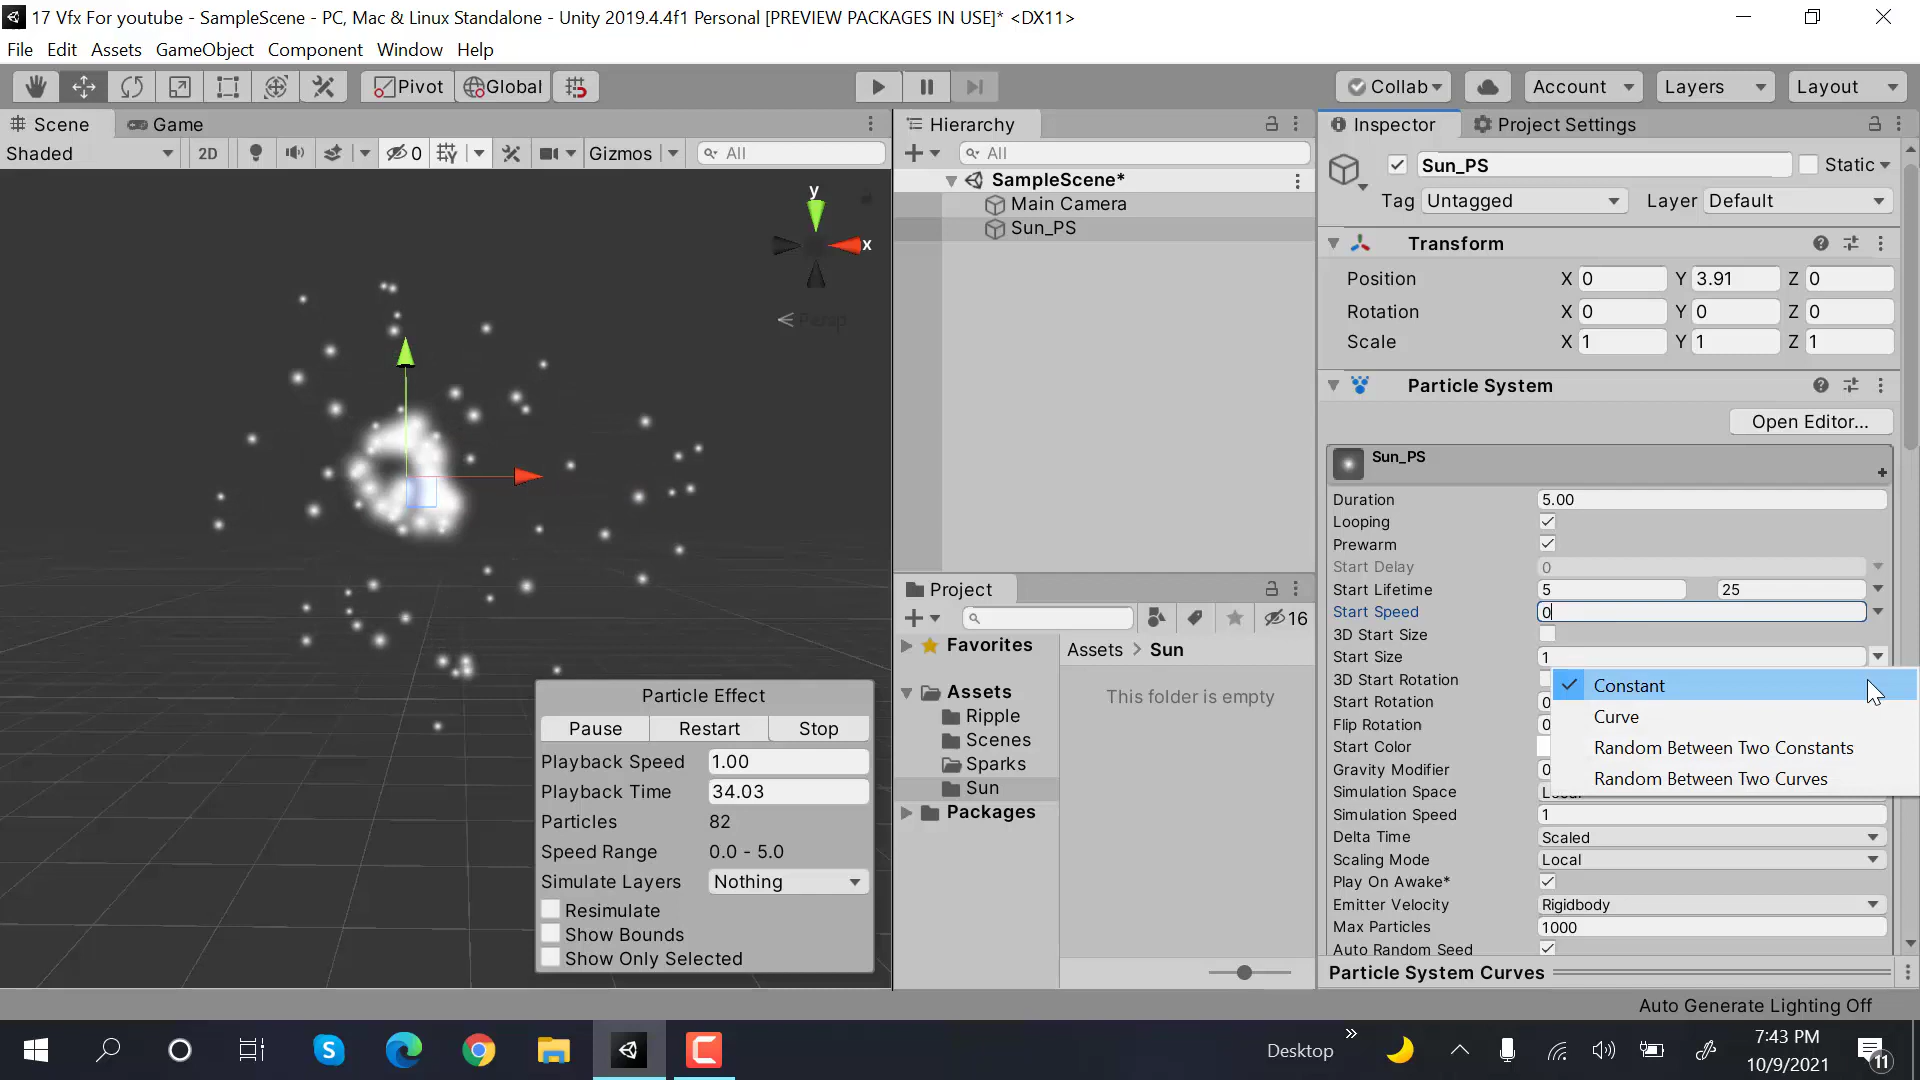 17 Vfx For youtube - SampleScene - PC, Mac & Linux Standalone - Unity 2019.4.4f1 Personal [PREVIEW PACKAGES IN USE]* <DX11>
File Edit Assets GameObject Component Window Help
Pivot Global Collab Account Layers Layout
Scene Game
Shaded 2D 0 Gizmos All
y
x
Persp
Particle Effect
Pause Restart Stop
Playback Speed 1.00
Playback Time 34.03
Particles 82
Speed Range 0.0 - 5.0
Simulate Layers Nothing
Resimulate
Show Bounds
Show Only Selected
Hierarchy
All
SampleScene*
Main Camera
Sun_PS
Project
16
Favorites
Assets
Ripple
Scenes
Sparks
Sun
Packages
Assets > Sun
This folder is empty
Inspector Project Settings
Sun_PS Static
Tag Untagged Layer Default
Transform
Position X 0 Y 3.91 Z 0
Rotation X 0 Y 0 Z 0
Scale X 1 Y 1 Z 1
Particle System
Open Editor...
Sun_PS
Duration 5.00
Looping
Prewarm
Start Delay 0
Start Lifetime 5 25
Start Speed 0
3D Start Size
Start Size 1
3D Start Rotation
Start Rotation 0
Flip Rotation 0
Start Color
Gravity Modifier 0
Simulation Space Local
Simulation Speed 1
Delta Time Scaled
Scaling Mode Local
Play On Awake*
Emitter Velocity Rigidbody
Max Particles 1000
Auto Random Seed
Constant
Curve
Random Between Two Constants
Random Between Two Curves
Particle System Curves
Auto Generate Lighting Off
Desktop
7:43 PM
10/9/2021
11